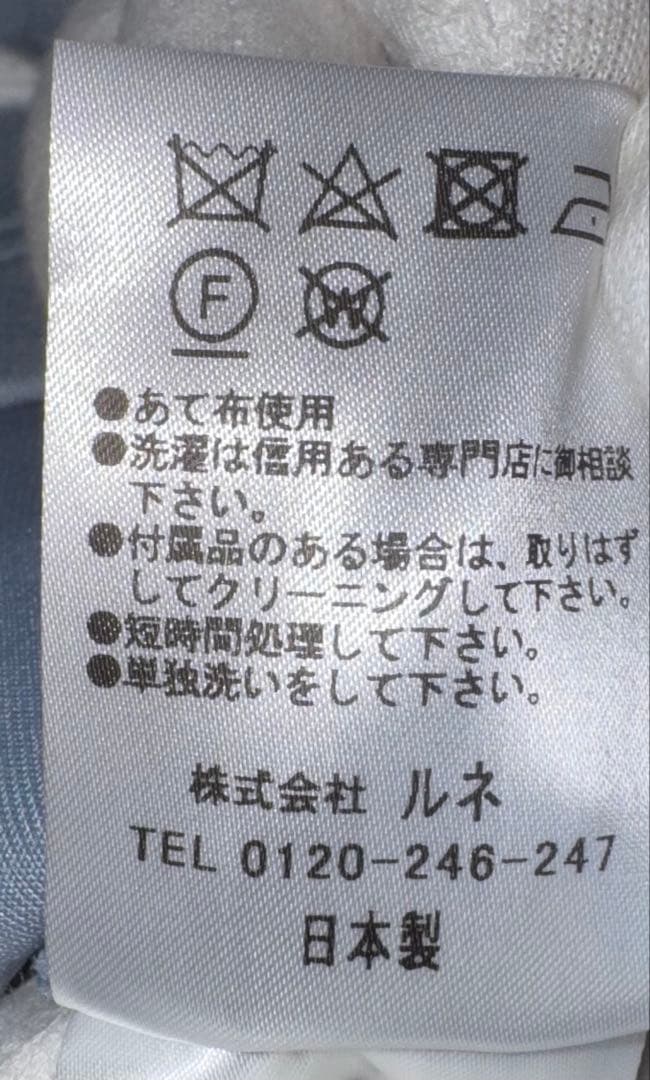 F
W
●あて布使用
●洗濯は信用ある専門店に御相談
下さい。
●付属品のある場合は、取りはず
してクリーニングして下さい。
●短時間処理して下さい。
●単独洗いをして下さい。
株式会社 ルネ
TEL 0120-246-247
日本製